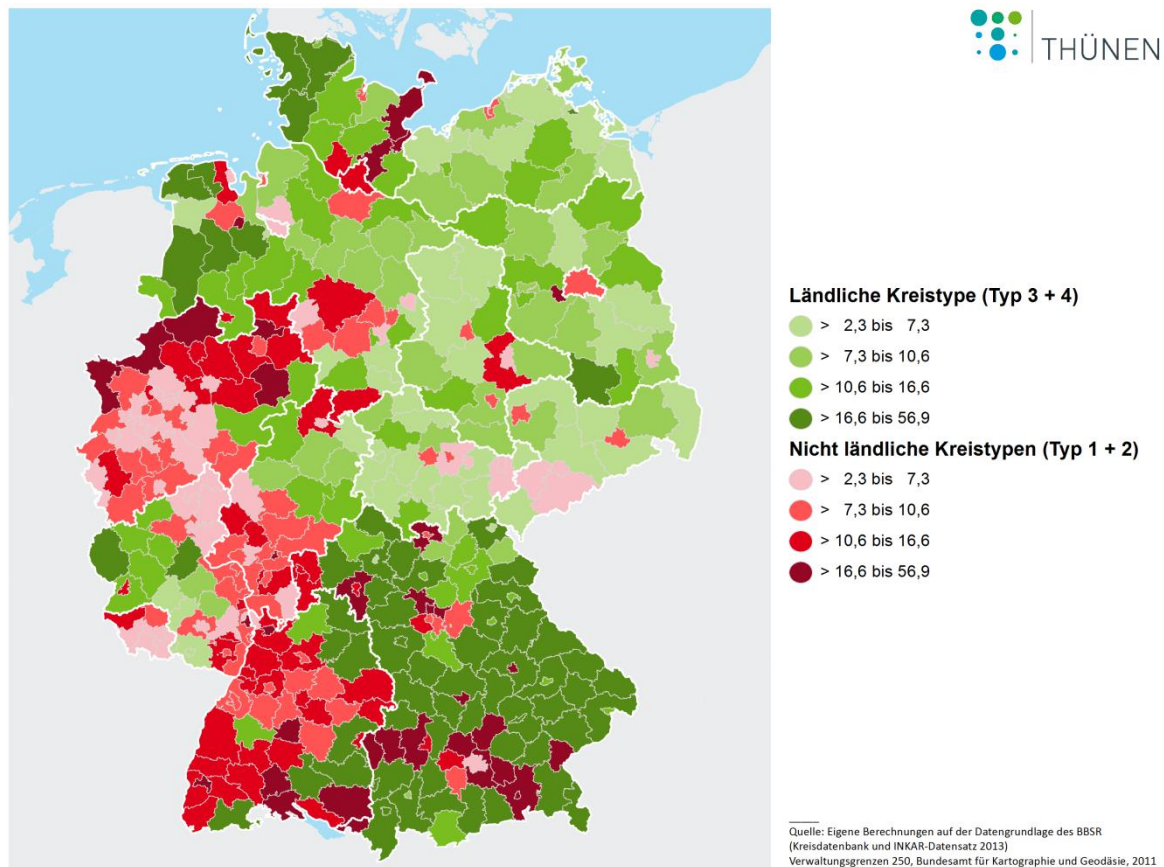 THÜNEN
Ländliche Kreistype (Typ 3 + 4)
> 2,3 bis 7,3
> 7,3 bis 10,6
> 10,6 bis 16,6
> 16,6 bis 56,9
Nicht ländliche Kreistypen (Typ 1 + 2)
> 2,3 bis 7,3
> 7,3 bis 10,6
> 10,6 bis 16,6
> 16,6 bis 56,9
Quelle: Eigene Berechnungen auf der Datengrundlage des BBSR
(Kreisdatenbank und INKAR-Datensatz 2013)
Verwaltungsgrenzen 250, Bundesamt für Kartographie und Geodäsie, 2011